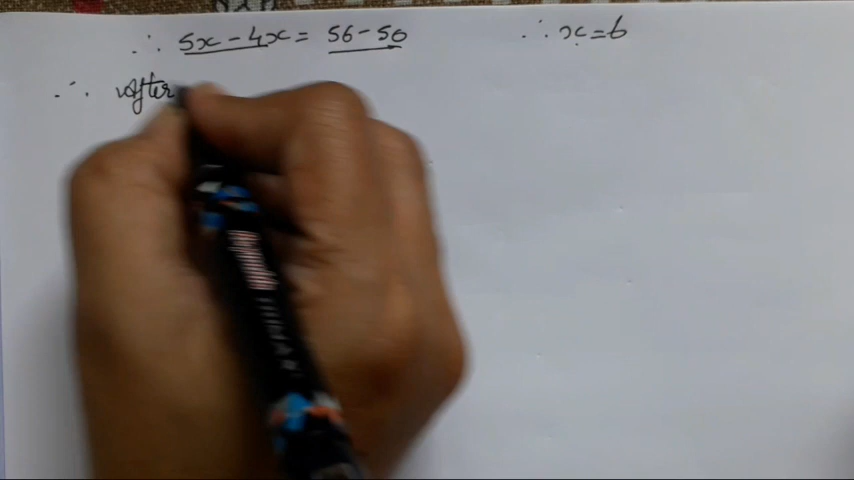 ∴ 5x - 4x = 56 - 50 ∴ x = 6
∴ After